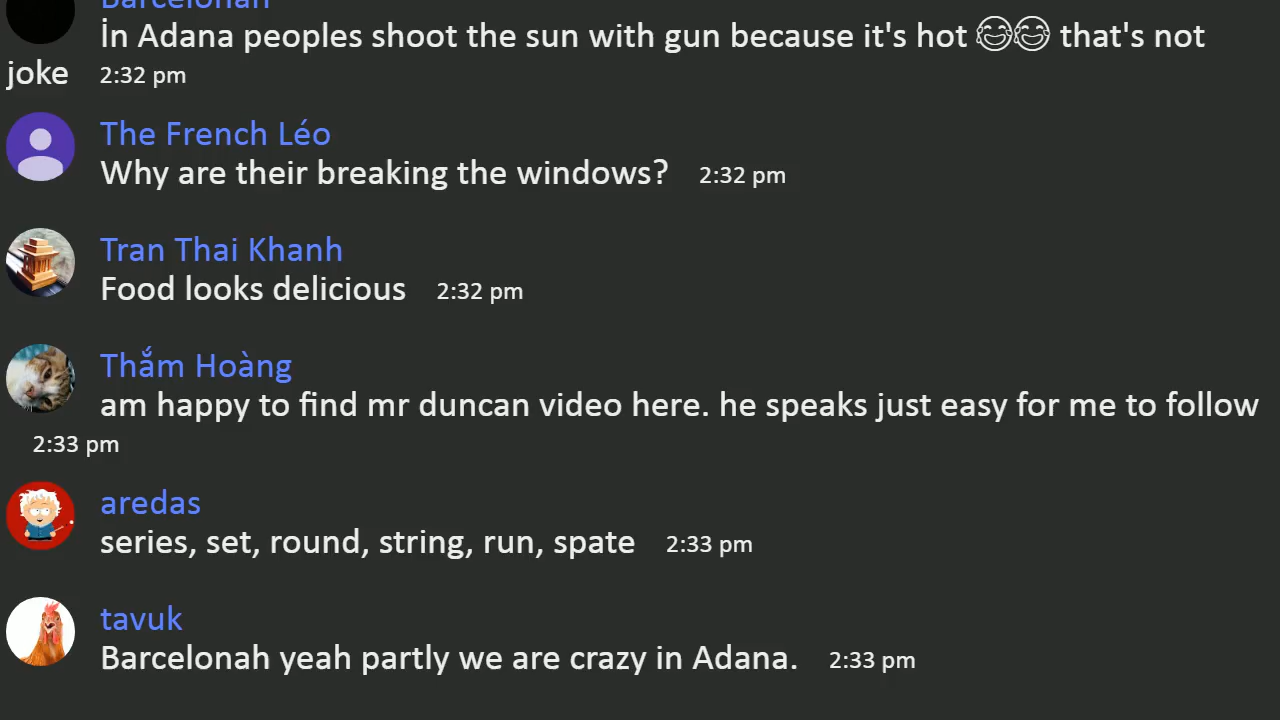 Barcelonah
İn Adana peoples shoot the sun with gun because it's hot 😂😂 that's not
joke 2:32 pm
The French Léo
Why are their breaking the windows? 2:32 pm
Tran Thai Khanh
Food looks delicious 2:32 pm
Thắm Hoàng
am happy to find mr duncan video here. he speaks just easy for me to follow
2:33 pm
aredas
series, set, round, string, run, spate 2:33 pm
tavuk
Barcelonah yeah partly we are crazy in Adana. 2:33 pm